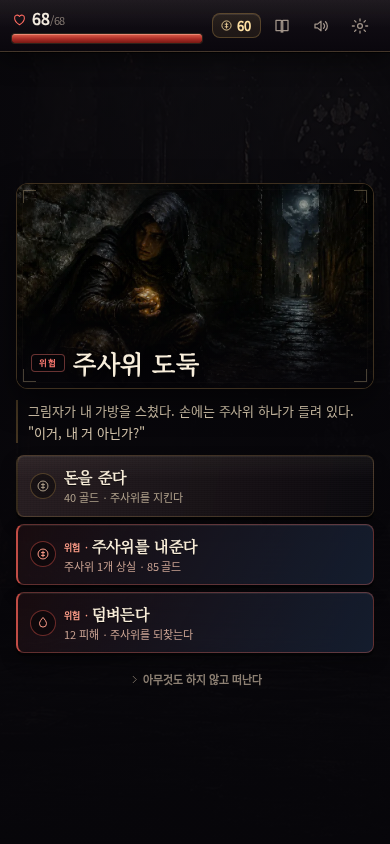 68/68
60
위험 주사위 도둑
그림자가 내 가방을 스쳤다. 손에는 주사위 하나가 들려 있다.
"이거, 내 거 아닌가?"
돈을 준다
40 골드 · 주사위를 지킨다
위험 · 주사위를 내준다
주사위 1개 상실 · 85 골드
위험 · 덤벼든다
12 피해 · 주사위를 되찾는다
아무것도 하지 않고 떠난다